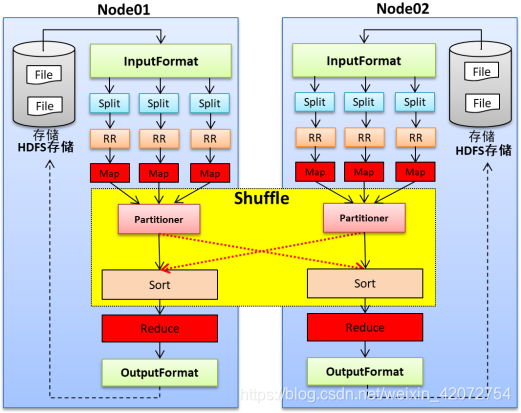 Node01
Node02
File
File
存储
HDFS存储
InputFormat
Split
Split
Split
RR
RR
RR
Map
Map
Map
InputFormat
Split
Split
Split
RR
RR
RR
Map
Map
Map
File
File
存储
HDFS存储
Shuffle
Partitioner
Partitioner
Sort
Sort
Reduce
Reduce
OutputFormat
OutputFormat
https://blog.csdn.net/weixin_42072754